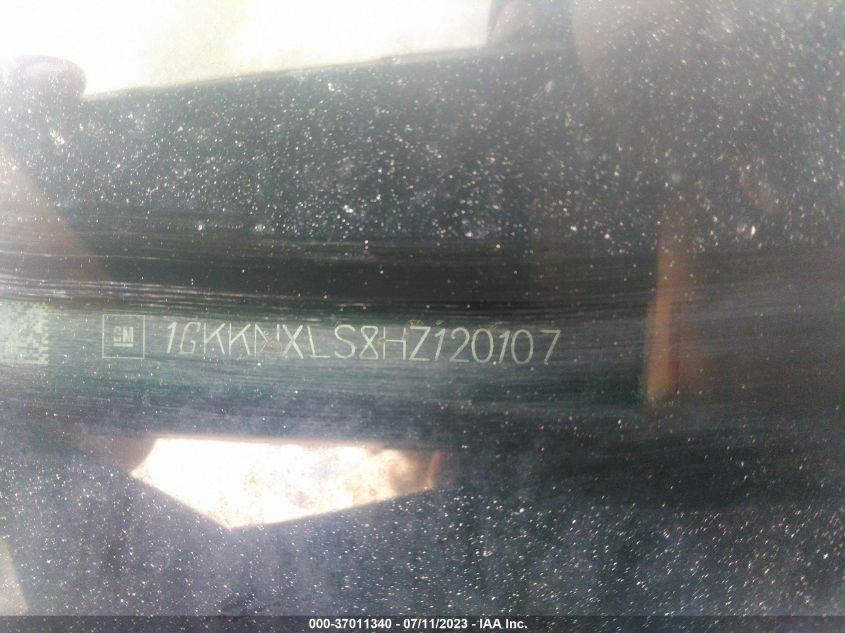 GM 1GKKNXLS8HZ120107
000-37011340 - 07/11/2023 - IAA Inc.